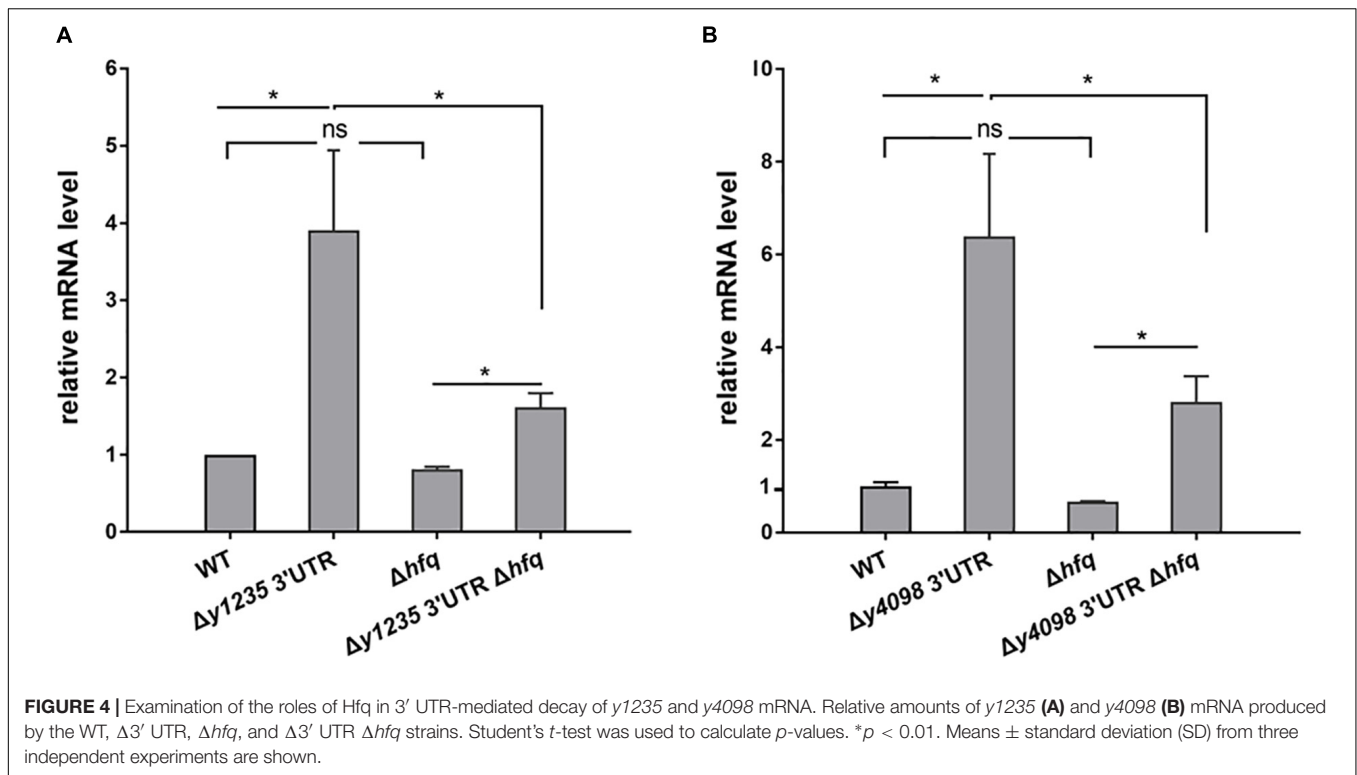 A
6
5
4
3
2
1
0
relative mRNA level
*
*
ns
*
WT
Δy1235 3'UTR
Δhfq
Δy1235 3'UTR Δhfq
B
10
8
6
4
2
1
0
relative mRNA level
*
*
ns
*
WT
Δy4098 3'UTR
Δhfq
Δy4098 3'UTR Δhfq
FIGURE 4 | Examination of the roles of Hfq in 3′ UTR-mediated decay of y1235 and y4098 mRNA. Relative amounts of y1235 (A) and y4098 (B) mRNA produced
by the WT, Δ3′ UTR, Δhfq, and Δ3′ UTR Δhfq strains. Student's t-test was used to calculate p-values. *p < 0.01. Means ± standard deviation (SD) from three
independent experiments are shown.